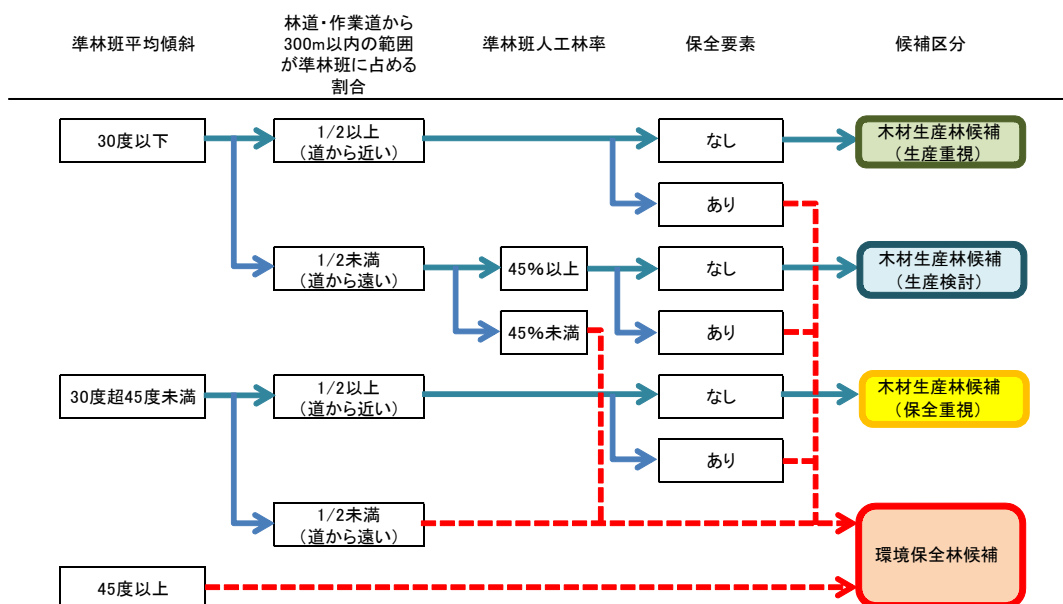 準林班平均傾斜
林道・作業道から
300m以内の範囲
が準林班に占める
割合
準林班人工林率
保全要素
候補区分
30度以下
1/2以上
(道から近い)
なし
木材生産林候補
(生産重視)
あり
1/2未満
(道から遠い)
45%以上
なし
木材生産林候補
(生産検討)
45%未満
あり
30度超45度未満
1/2以上
(道から近い)
なし
木材生産林候補
(保全重視)
あり
1/2未満
(道から遠い)
環境保全林候補
45度以上